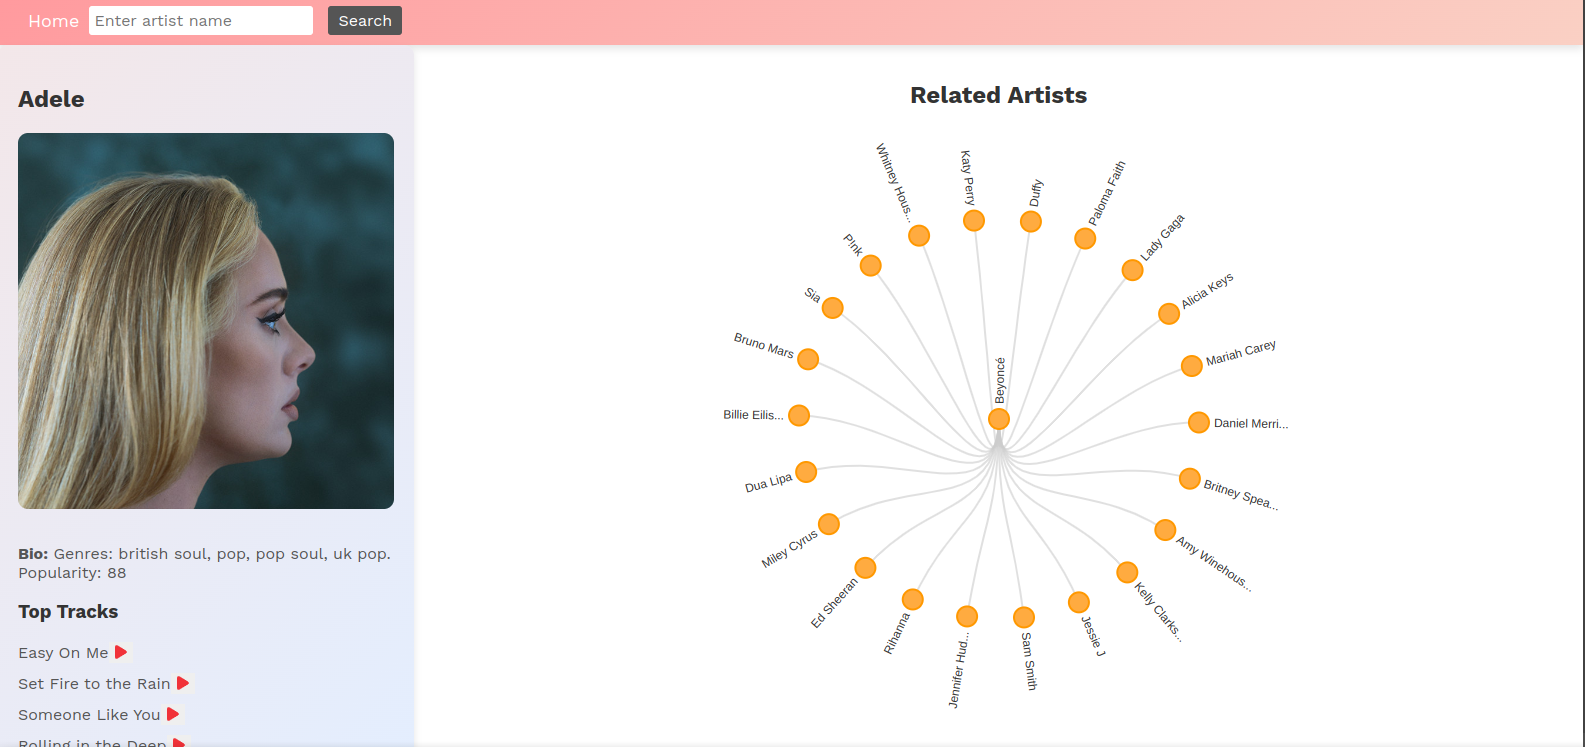 Home Enter artist name Search
Adele
Bio: Genres: british soul, pop, pop soul, uk pop.
Popularity: 88
Top Tracks
Easy On Me
Set Fire to the Rain
Someone Like You
Rolling in the Deep
Related Artists
Beyoncé
Duffy
Paloma Faith
Lady Gaga
Alicia Keys
Mariah Carey
Daniel Merri...
Britney Spea...
Amy Winehous...
Kelly Clarks...
Jessie J
Sam Smith
Jennifer Hud...
Rihanna
Ed Sheeran
Miley Cyrus
Dua Lipa
Billie Eilis...
Bruno Mars
Sia
P!nk
Whitney Hous...
Katy Perry